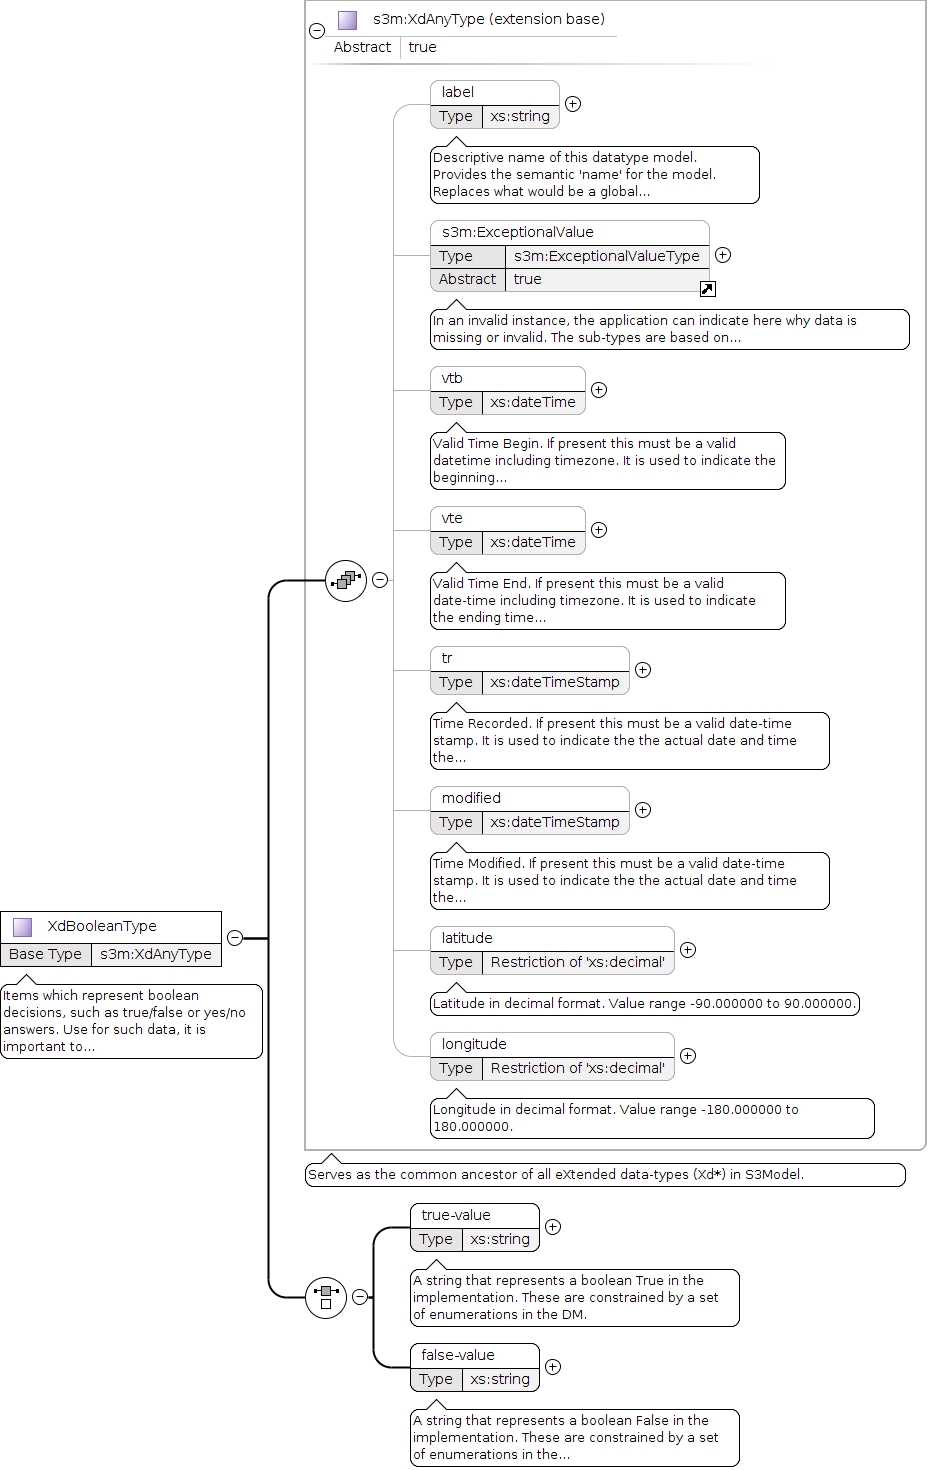 s3m:XdAnyType (extension base)
Abstract true
label
Type xs:string
Descriptive name of this datatype model.
Provides the semantic 'name' for the model.
Replaces what would be a global...
s3m:ExceptionalValue
Type s3m:ExceptionalValueType
Abstract true
In an invalid instance, the application can indicate here why data is
missing or invalid. The sub-types are based on...
vtb
Type xs:dateTime
Valid Time Begin. If present this must be a valid
datetime including timezone. It is used to indicate the
beginning...
vte
Type xs:dateTime
Valid Time End. If present this must be a valid
date-time including timezone. It is used to indicate
the ending time...
tr
Type xs:dateTimeStamp
Time Recorded. If present this must be a valid date-time
stamp. It is used to indicate the the actual date and time
the...
modified
Type xs:dateTimeStamp
Time Modified. If present this must be a valid date-time
stamp. It is used to indicate the the actual date and time
the...
XdBooleanType
Base Type s3m:XdAnyType
Items which represent boolean
decisions, such as true/false or yes/no
answers. Use for such data, it is
important to...
latitude
Type Restriction of 'xs:decimal'
Latitude in decimal format. Value range -90.000000 to 90.000000.
longitude
Type Restriction of 'xs:decimal'
Longitude in decimal format. Value range -180.000000 to
180.000000.
Serves as the common ancestor of all eXtended data-types (Xd*) in S3Model.
true-value
Type xs:string
A string that represents a boolean True in the
implementation. These are constrained by a set
of enumerations in the DM.
false-value
Type xs:string
A string that represents a boolean False in the
implementation. These are constrained by a set
of enumerations in the...